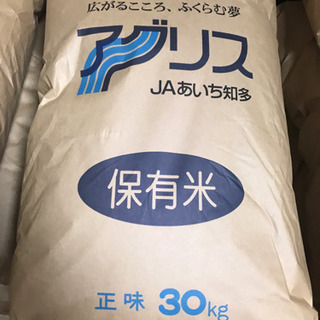 広がるこころ、ふくらむ夢
アグリス
JAあいち知多
保有米
正味 30kg